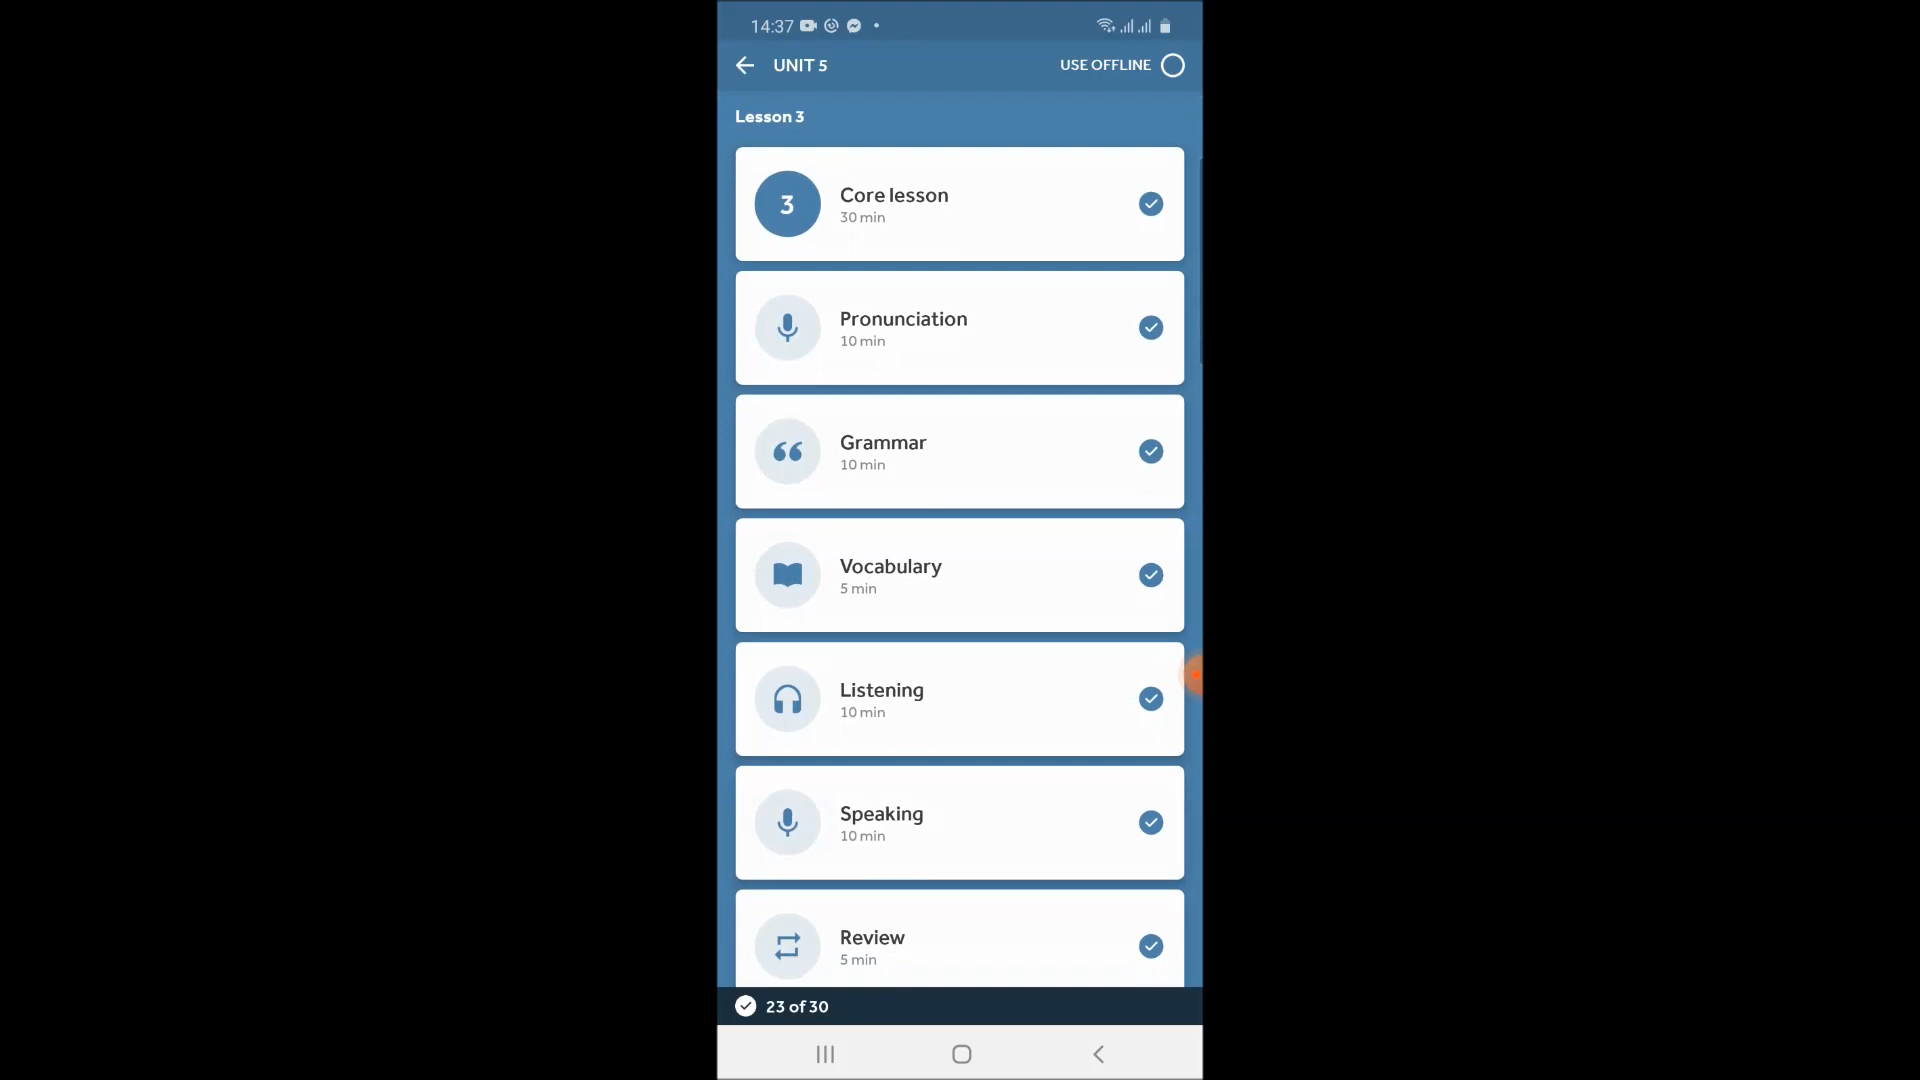 14:37
UNIT 5
USE OFFLINE
Lesson 3
3
Core lesson
30 min
Pronunciation
10 min
Grammar
10 min
Vocabulary
5 min
Listening
10 min
Speaking
10 min
Review
5 min
23 of 30